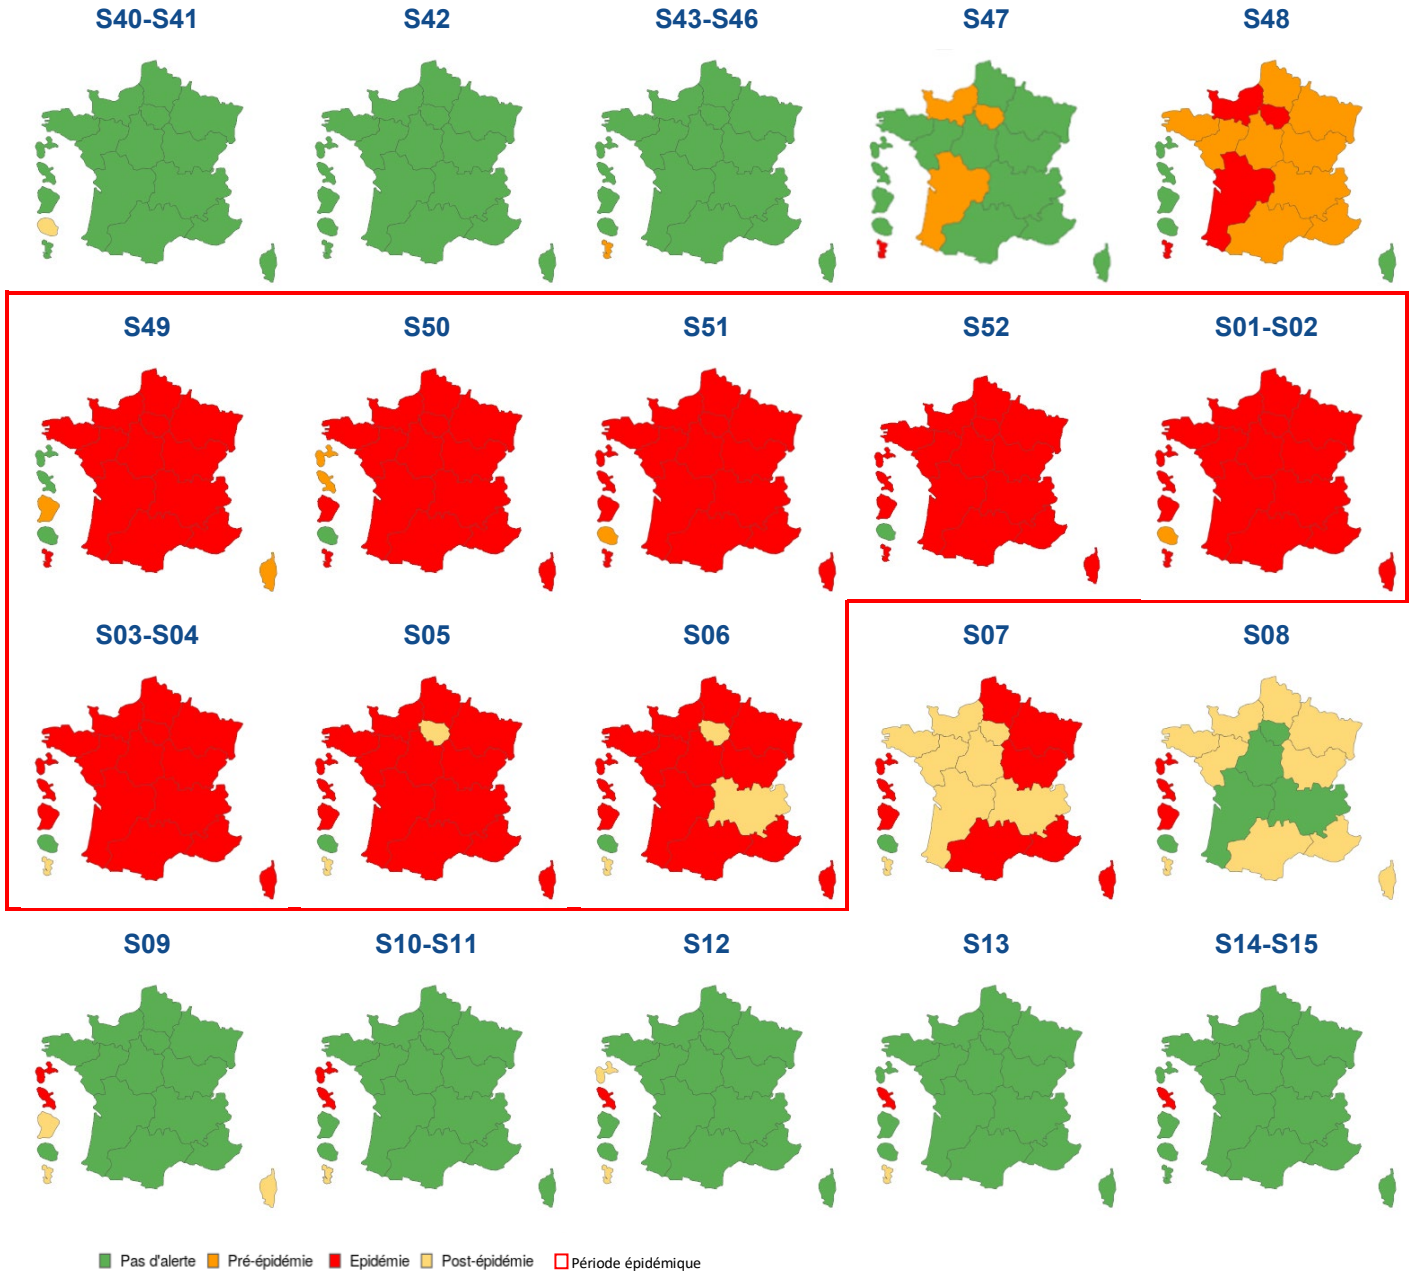 S40-S41 S42 S43-S46 S47 S48
S49 S50 S51 S52 S01-S02
S03-S04 S05 S06 S07 S08
S09 S10-S11 S12 S13 S14-S15
Pas d'alerte Pré-épidémie Epidémie Post-épidémie Période épidémique